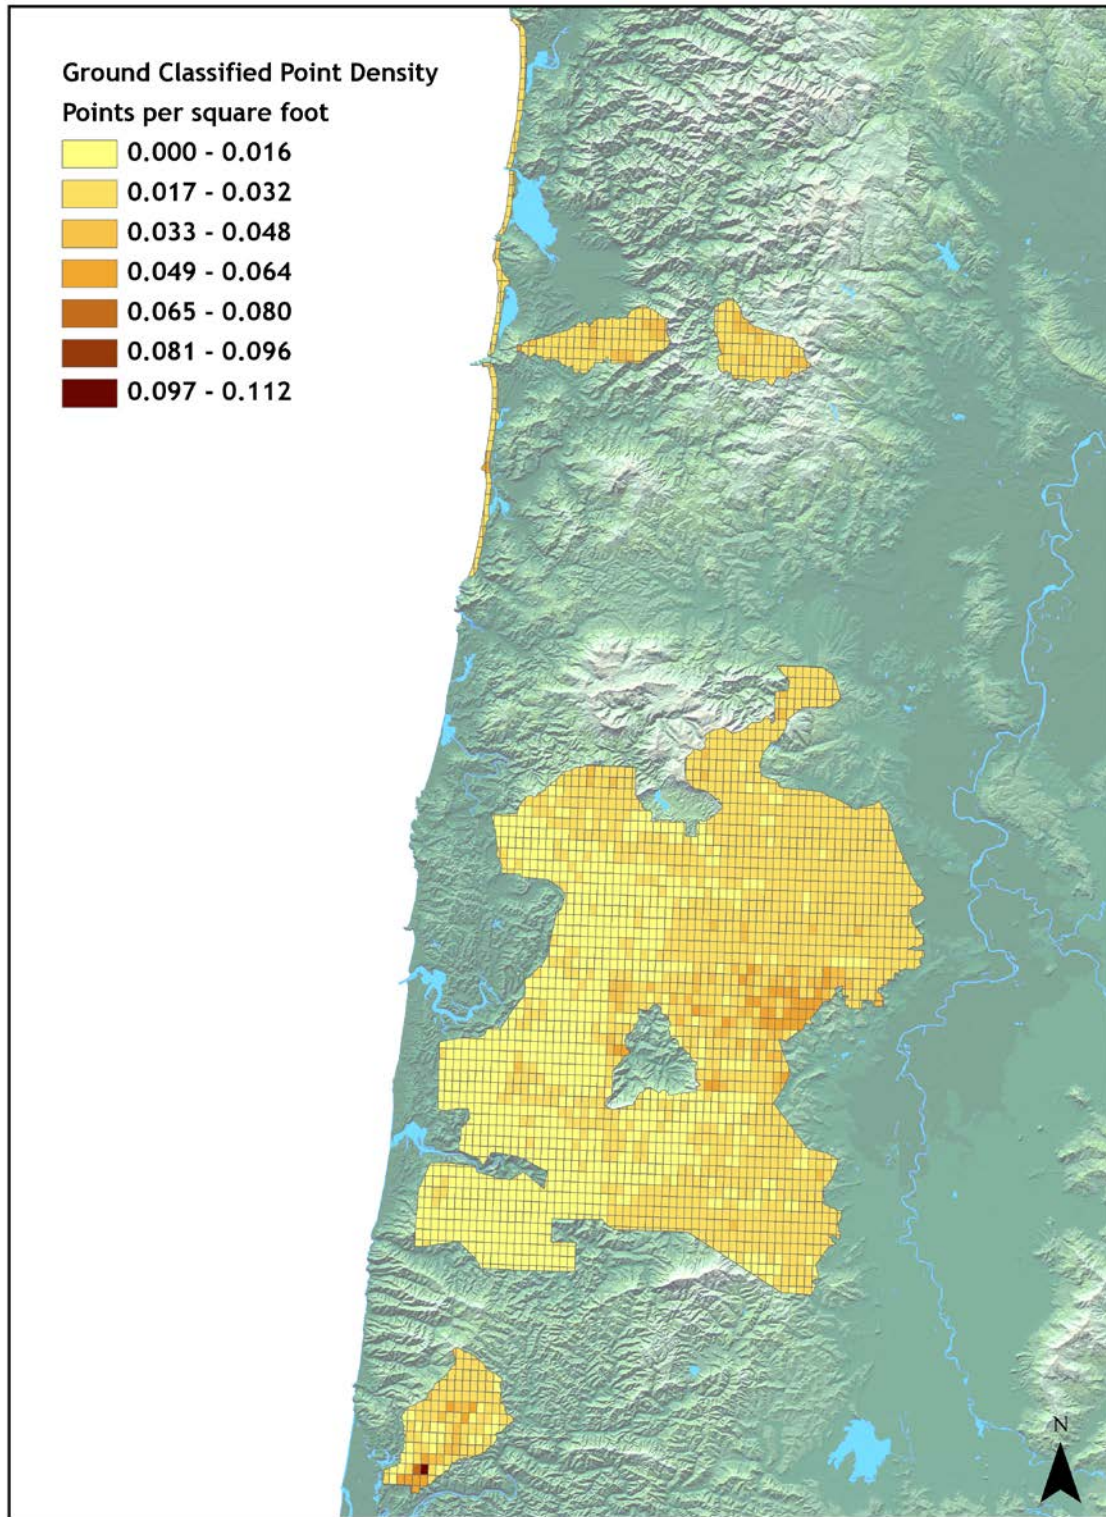 Ground Classified Point Density
Points per square foot
0.000 - 0.016
0.017 - 0.032
0.033 - 0.048
0.049 - 0.064
0.065 - 0.080
0.081 - 0.096
0.097 - 0.112
N